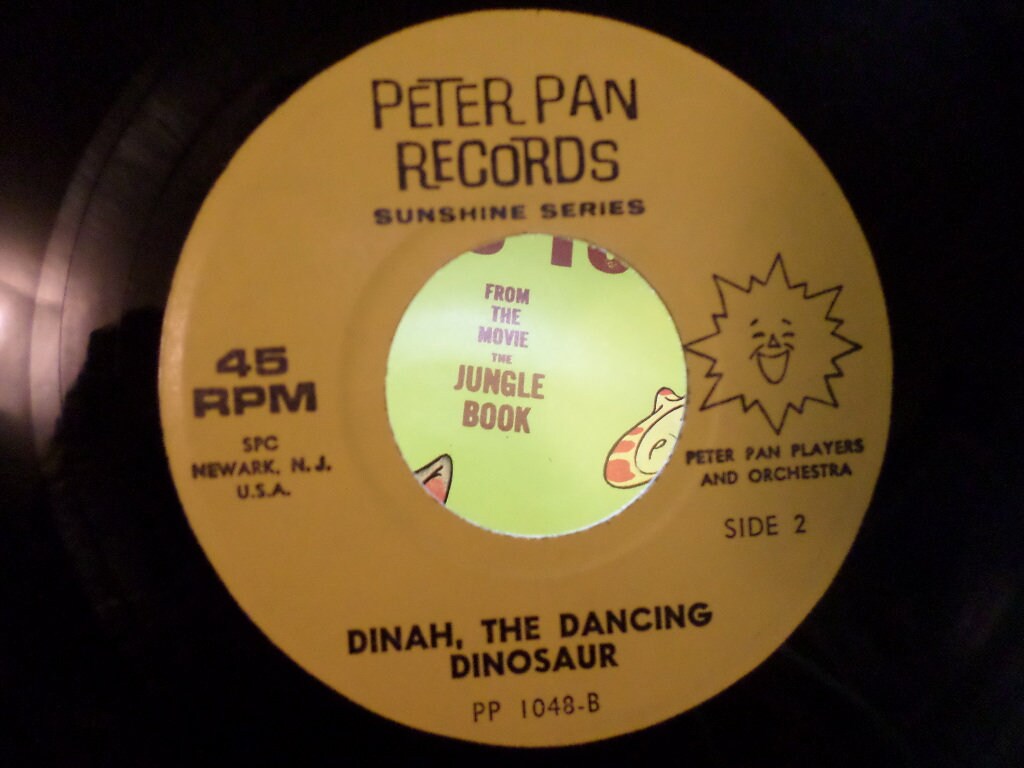 PETER PAN
RECORDS
SUNSHINE SERIES
FROM
THE
MOVIE
THE
JUNGLE
BOOK
45
RPM
SPC
NEWARK, N.J.
U.S.A.
PETER PAN PLAYERS
AND ORCHESTRA
SIDE 2
DINAH, THE DANCING
DINOSAUR
PP 1048-B